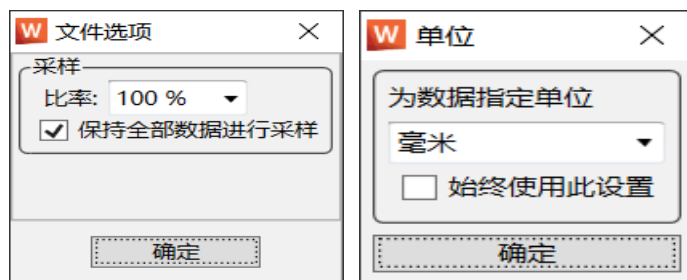 W 文件选项
采样
比率: 100 %
保持全部数据进行采样
确定
W 单位
为数据指定单位
毫米
始终使用此设置
确定